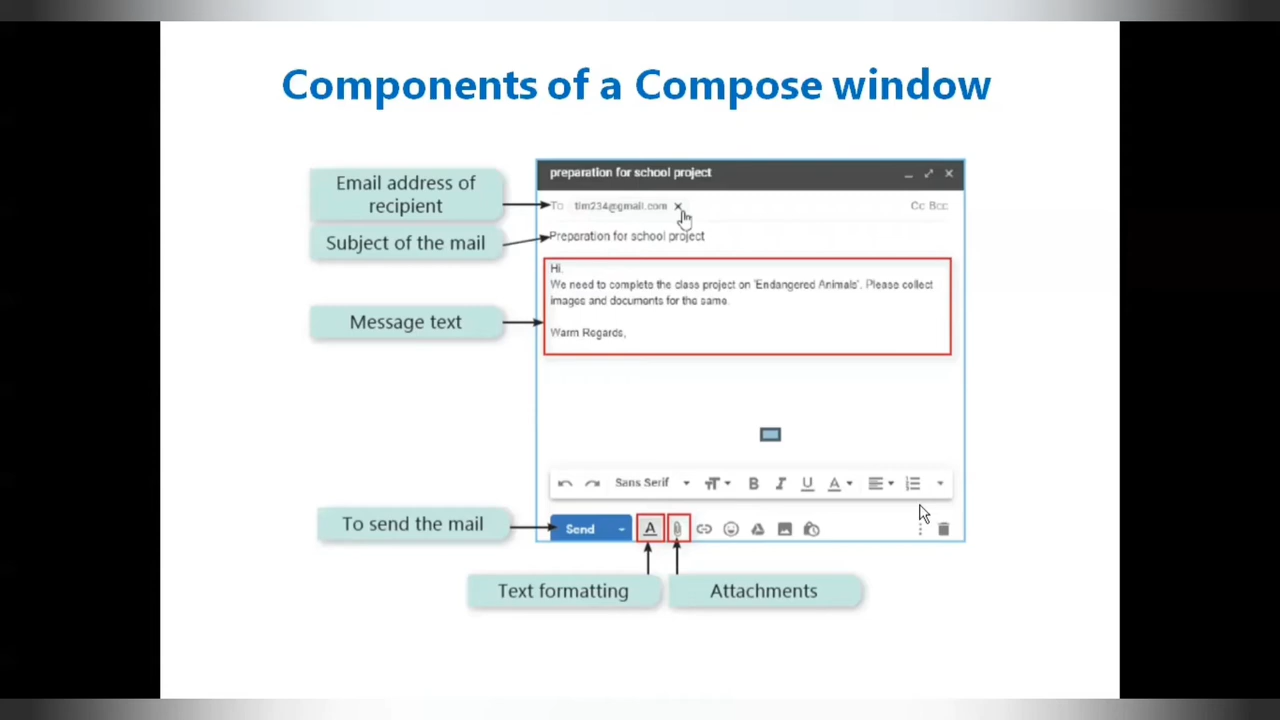 Components of a Compose window
Email address of
recipient
Subject of the mail
Message text
To send the mail
Text formatting
Attachments
preparation for school project
To tim234@gmail.com Cc Bcc
Preparation for school project
Hi,
We need to complete the class project on 'Endangered Animals'. Please collect
images and documents for the same.
Warm Regards,
Sans Serif B I U A
Send A